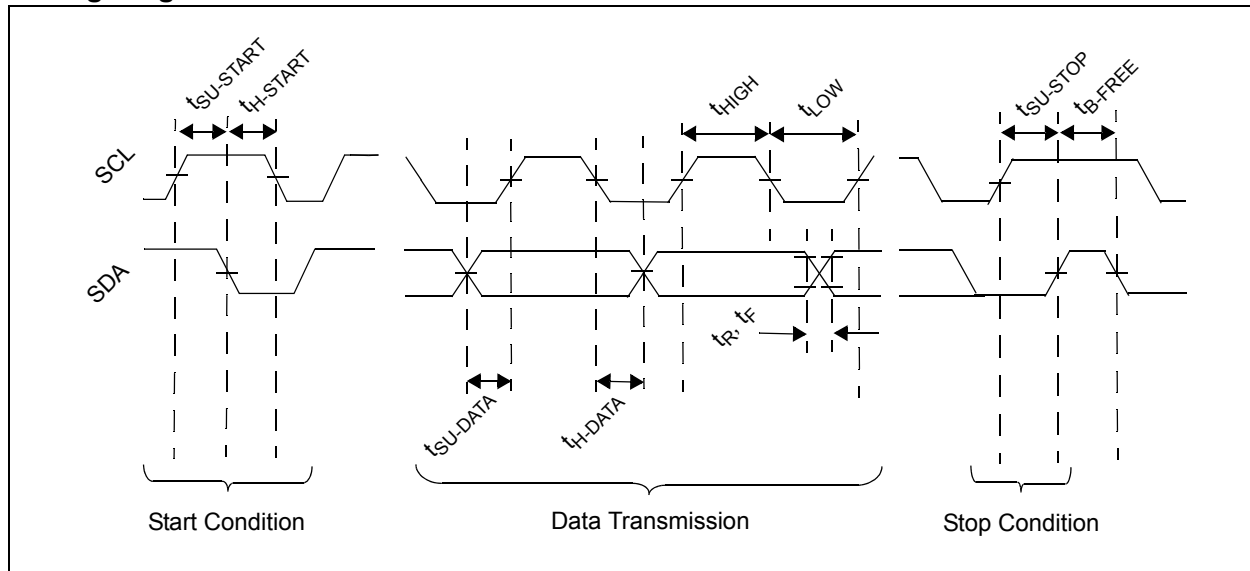 tSU-START
tH-START
tHIGH
tLOW
tSU-STOP
tB-FREE
SCL
SDA
tR, tF
tSU-DATA
tH-DATA
Start Condition
Data Transmission
Stop Condition